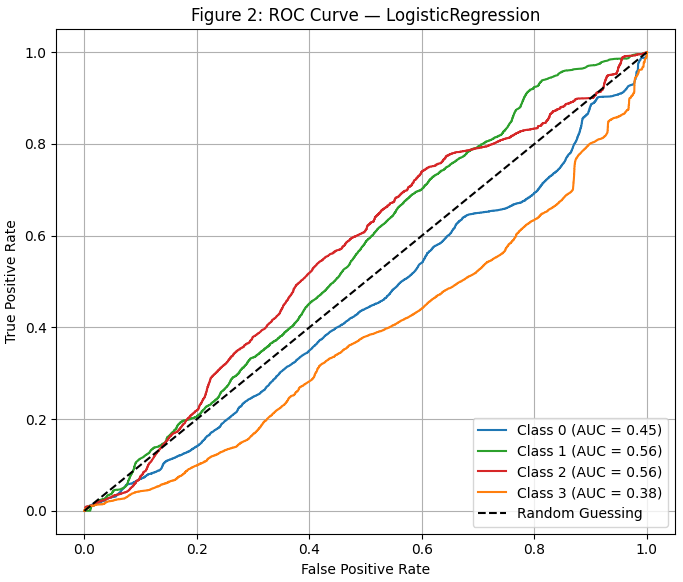 Figure 2: ROC Curve — LogisticRegression
True Positive Rate
1.0
0.8
0.6
0.4
0.2
0.0
Class 0 (AUC = 0.45)
Class 1 (AUC = 0.56)
Class 2 (AUC = 0.56)
Class 3 (AUC = 0.38)
Random Guessing
0.0 0.2 0.4 0.6 0.8 1.0
False Positive Rate